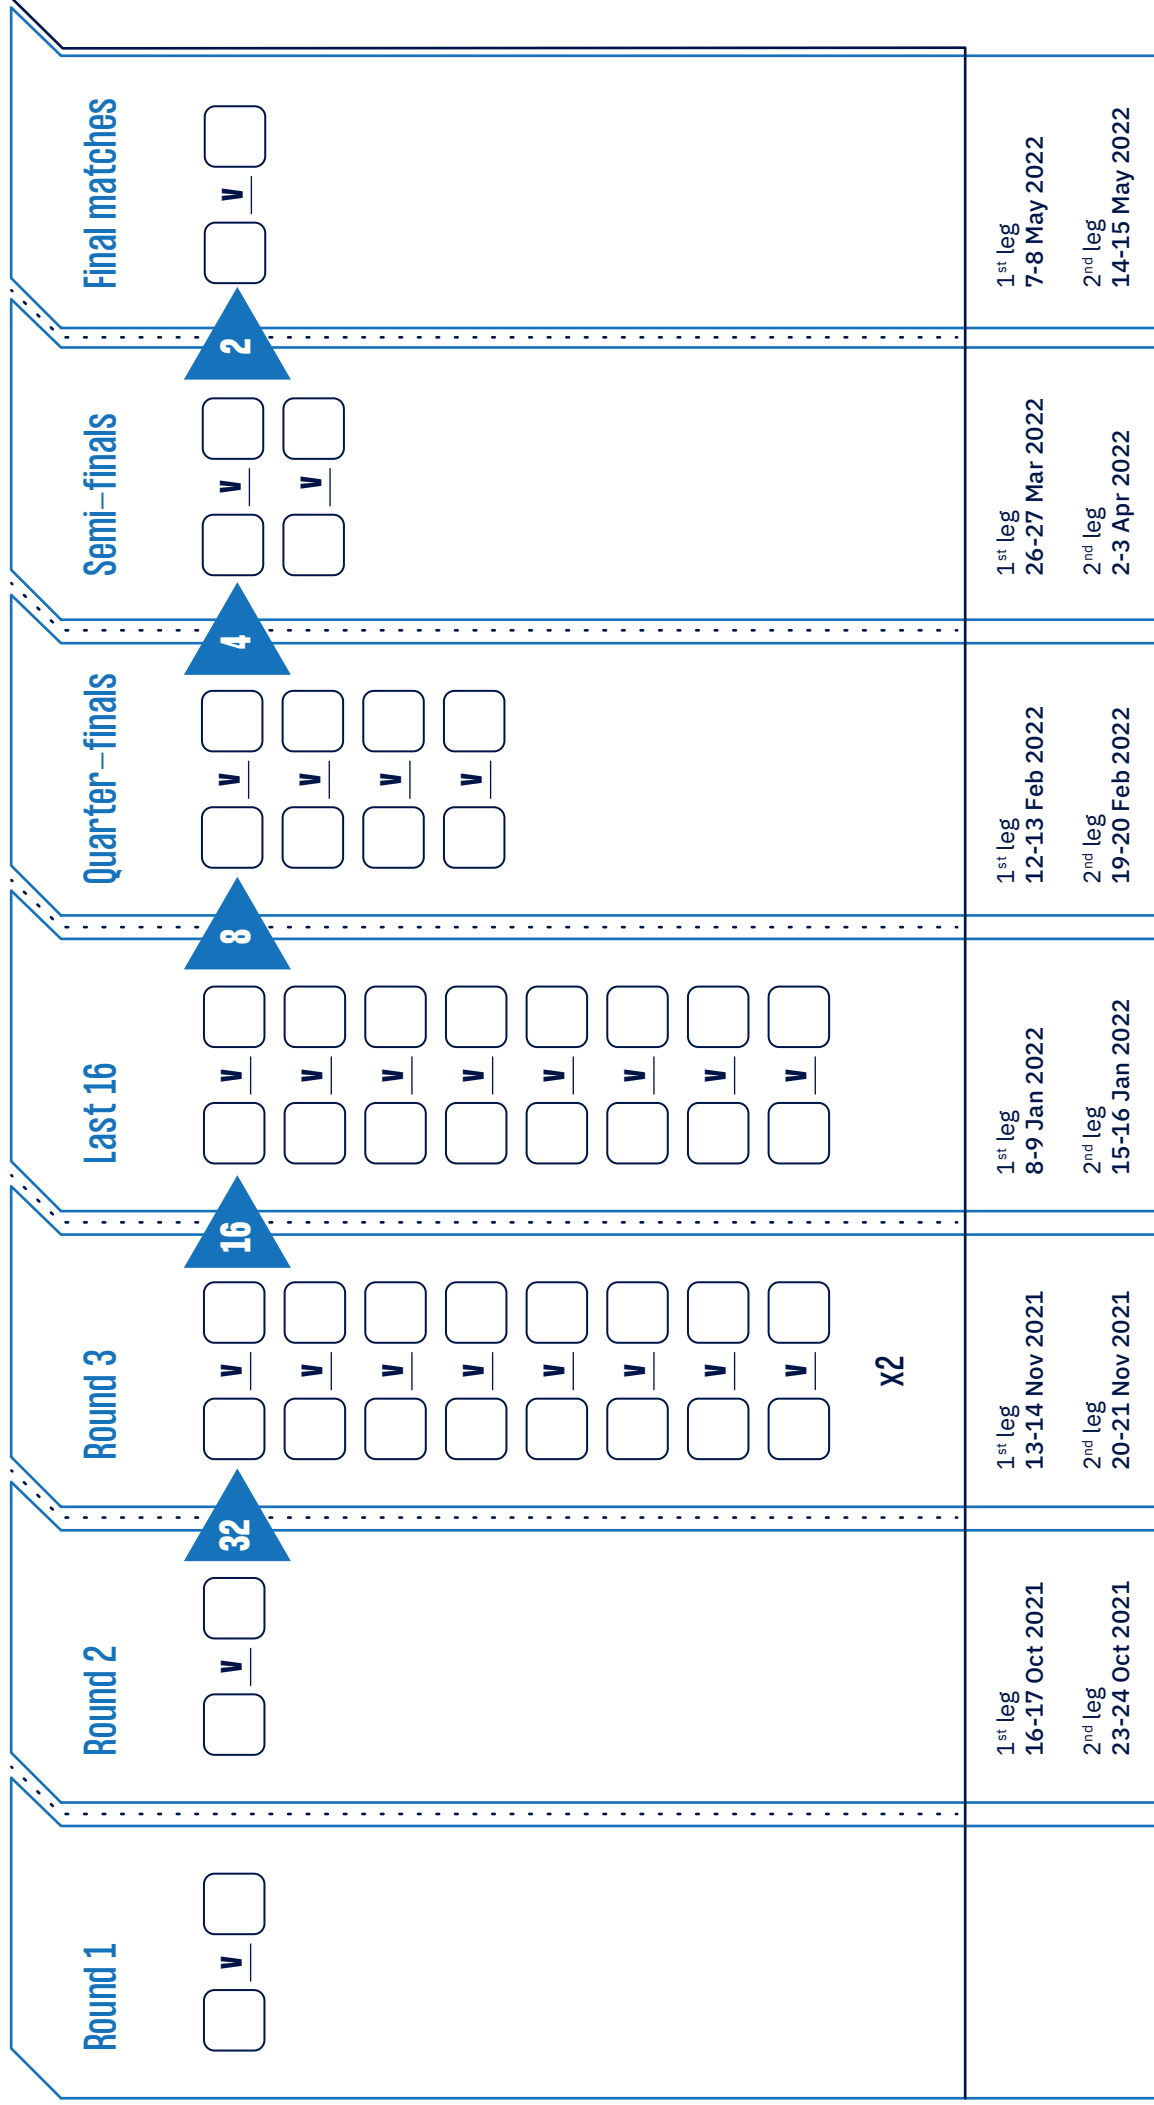 Round 1
V
Round 2
V
1st leg
16-17 Oct 2021
2nd leg
23-24 Oct 2021
32
Round 3
V
V
V
V
V
V
V
V
x2
1st leg
13-14 Nov 2021
2nd leg
20-21 Nov 2021
16
Last 16
V
V
V
V
V
V
V
V
1st leg
8-9 Jan 2022
2nd leg
15-16 Jan 2022
8
Quarter-finals
V
V
V
V
1st leg
12-13 Feb 2022
2nd leg
19-20 Feb 2022
4
Semi-finals
V
V
1st leg
26-27 Mar 2022
2nd leg
2-3 Apr 2022
2
Final matches
V
1st leg
7-8 May 2022
2nd leg
14-15 May 2022